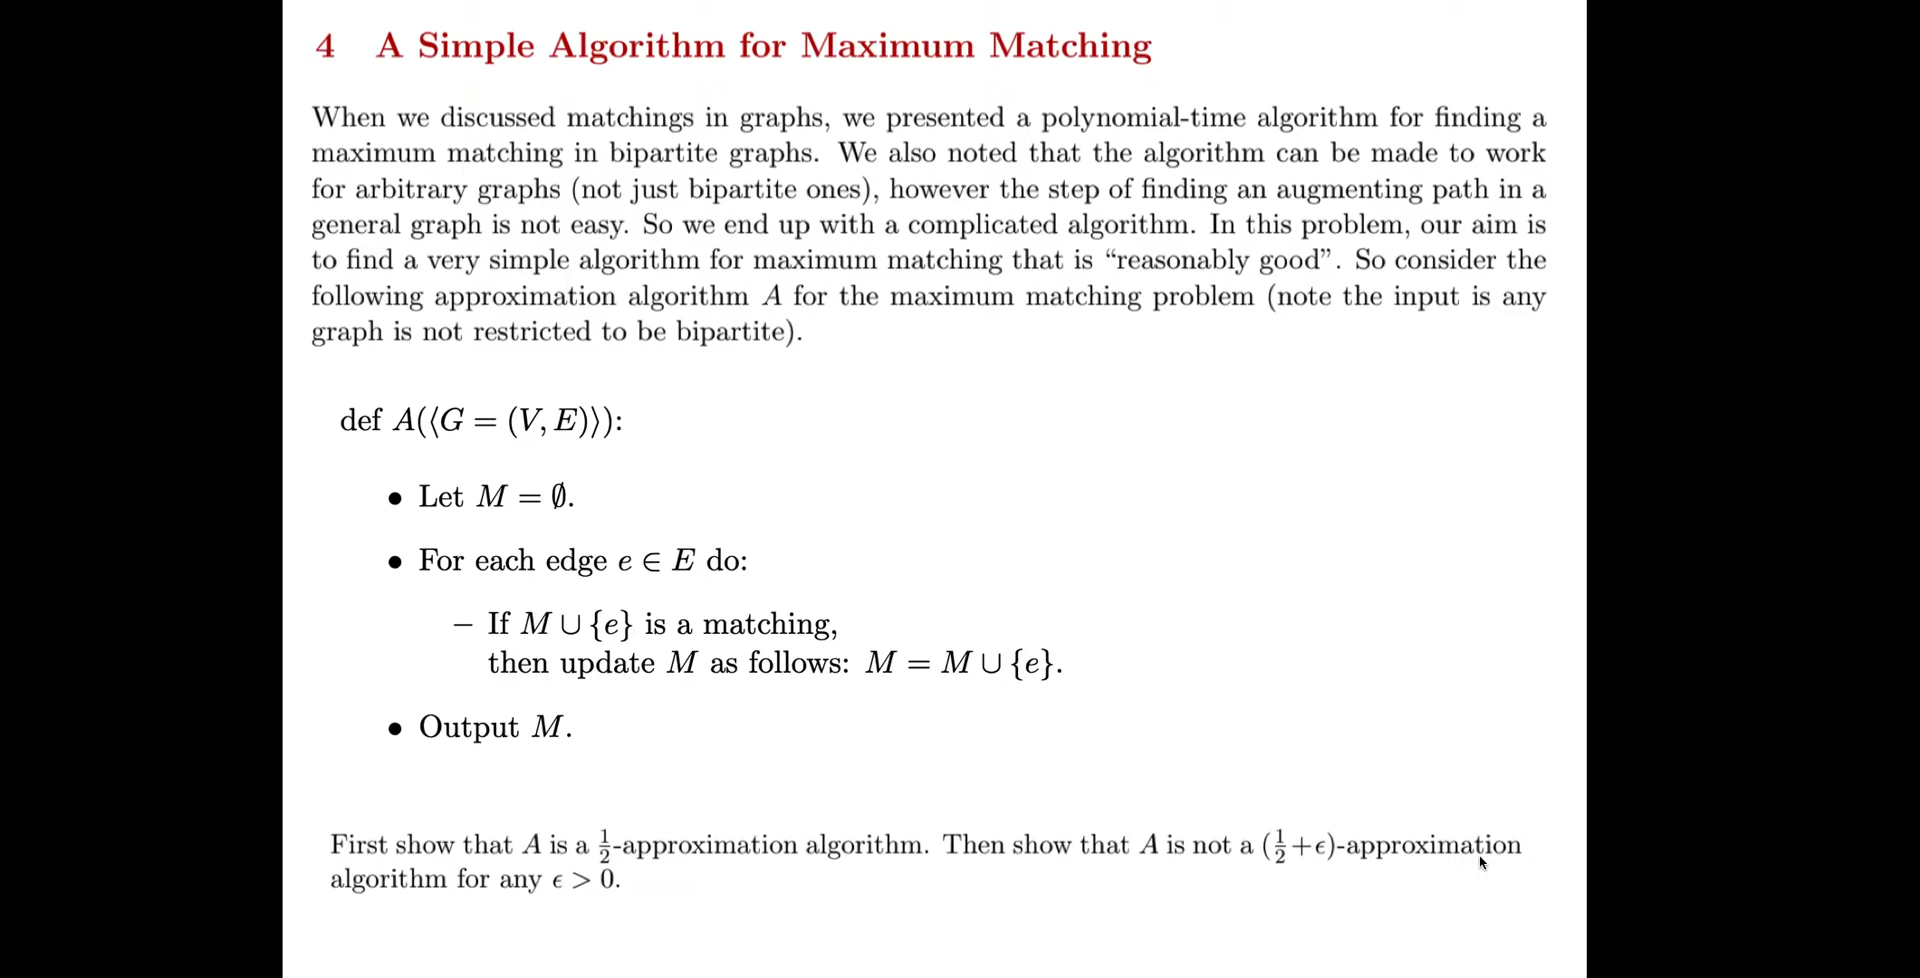 4 A Simple Algorithm for Maximum Matching
When we discussed matchings in graphs, we presented a polynomial-time algorithm for finding a
maximum matching in bipartite graphs. We also noted that the algorithm can be made to work
for arbitrary graphs (not just bipartite ones), however the step of finding an augmenting path in a
general graph is not easy. So we end up with a complicated algorithm. In this problem, our aim is
to find a very simple algorithm for maximum matching that is “reasonably good”. So consider the
following approximation algorithm A for the maximum matching problem (note the input is any
graph is not restricted to be bipartite).
def A(⟨G = (V, E)⟩):
• Let M = ∅.
• For each edge e ∈ E do:
– If M ∪ {e} is a matching,
then update M as follows: M = M ∪ {e}.
• Output M.
First show that A is a ½-approximation algorithm. Then show that A is not a (½+ϵ)-approximation
algorithm for any ϵ > 0.